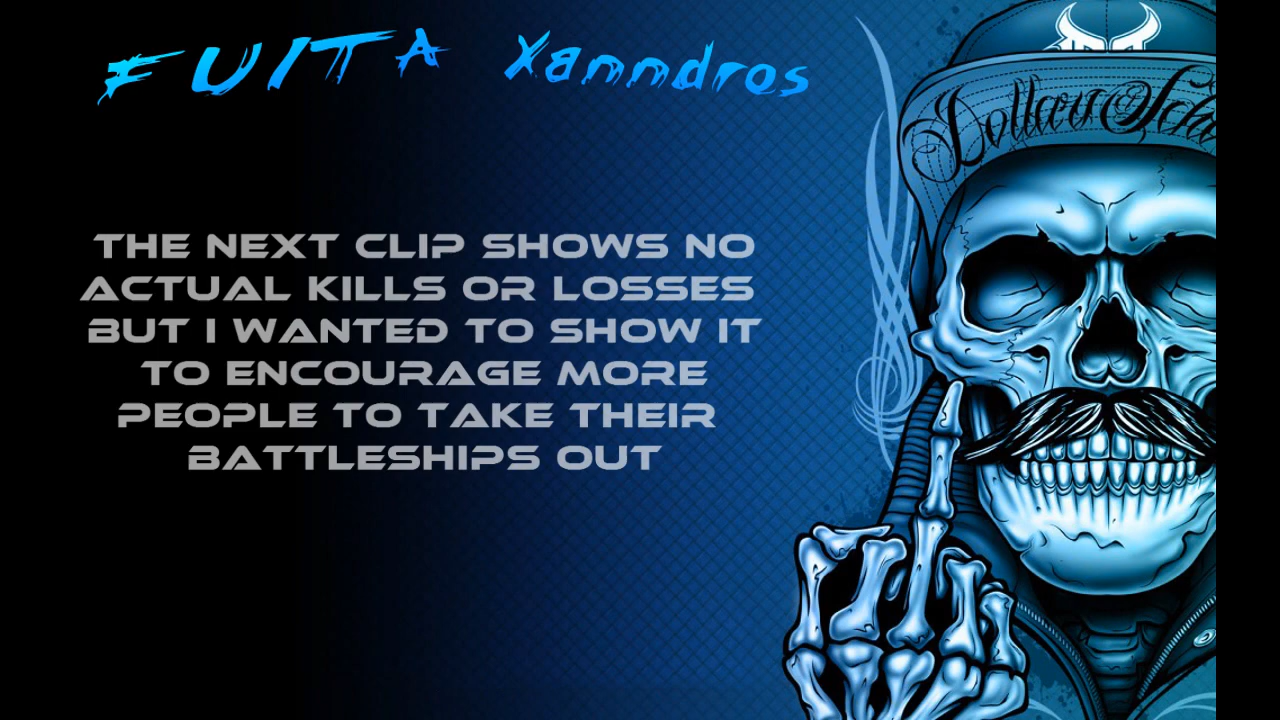 FUITA Xanndros
THE NEXT CLIP SHOWS NO
ACTUAL KILLS OR LOSSES
BUT I WANTED TO SHOW IT
TO ENCOURAGE MORE
PEOPLE TO TAKE THEIR
BATTLESHIPS OUT